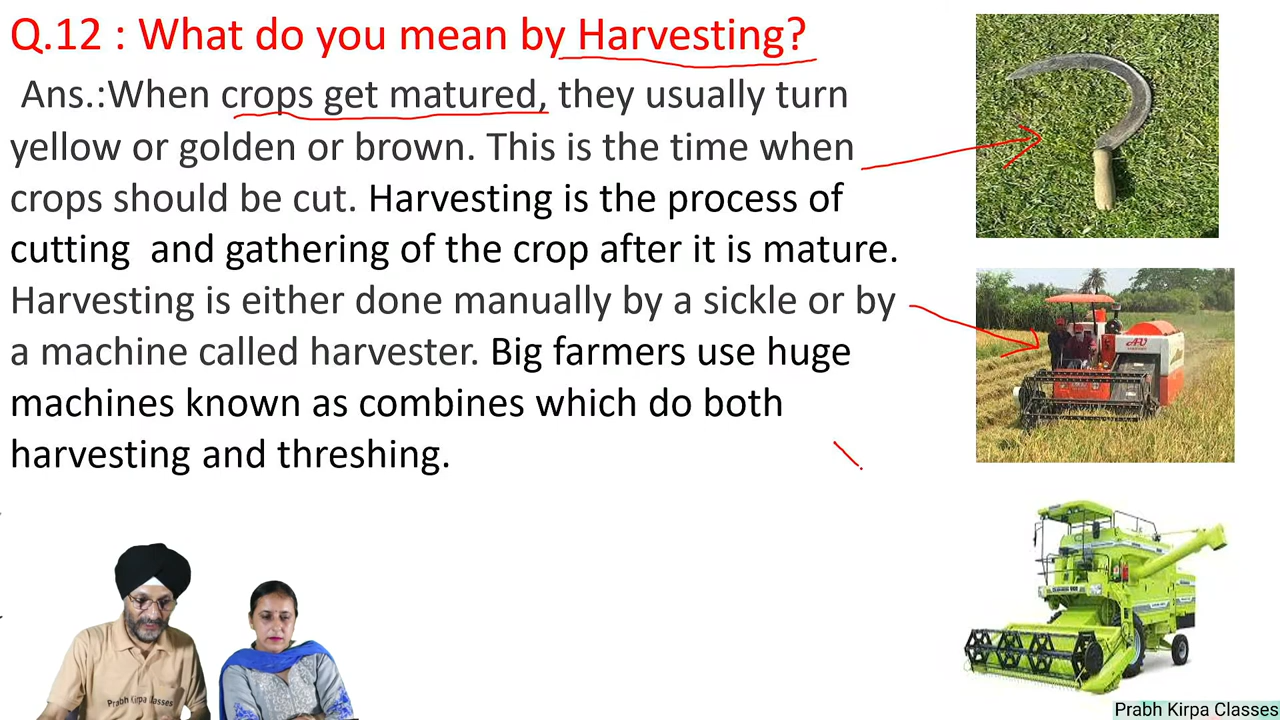 Q.12 : What do you mean by Harvesting?
Ans.:When crops get matured, they usually turn
yellow or golden or brown. This is the time when
crops should be cut. Harvesting is the process of
cutting  and gathering of the crop after it is mature.
Harvesting is either done manually by a sickle or by
a machine called harvester. Big farmers use huge
machines known as combines which do both
harvesting and threshing.
Prabh Kirpa Classes
Prabh Kirpa Classes